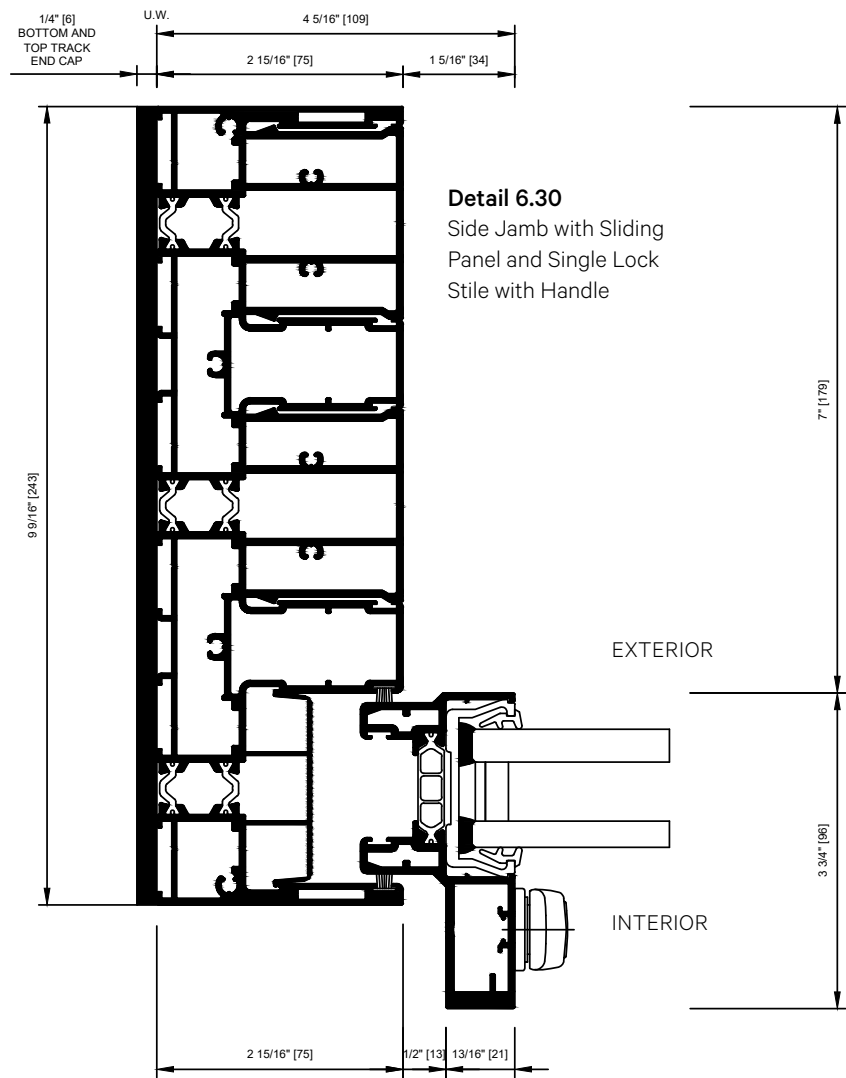 1/4" [6]
BOTTOM AND
TOP TRACK
END CAP
U.W.
4 5/16" [109]
2 15/16" [75]
1 5/16" [34]
Detail 6.30
Side Jamb with Sliding
Panel and Single Lock
Stile with Handle
7" [179]
9 9/16" [243]
EXTERIOR
3 3/4" [96]
INTERIOR
2 15/16" [75]
1/2" [13]
13/16" [21]